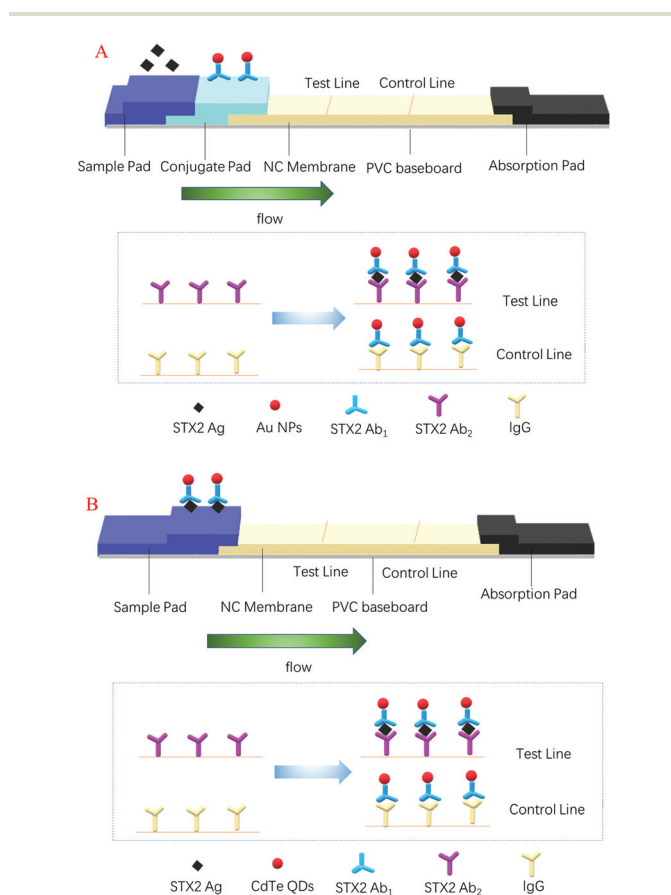 A
Test Line Control Line
Sample Pad Conjugate Pad NC Membrane PVC baseboard Absorption Pad
flow
Test Line
Control Line
STX2 Ag Au NPs STX2 Ab₁ STX2 Ab₂ IgG
B
Test Line Control Line
Sample Pad NC Membrane PVC baseboard Absorption Pad
flow
Test Line
Control Line
STX2 Ag CdTe QDs STX2 Ab₁ STX2 Ab₂ IgG